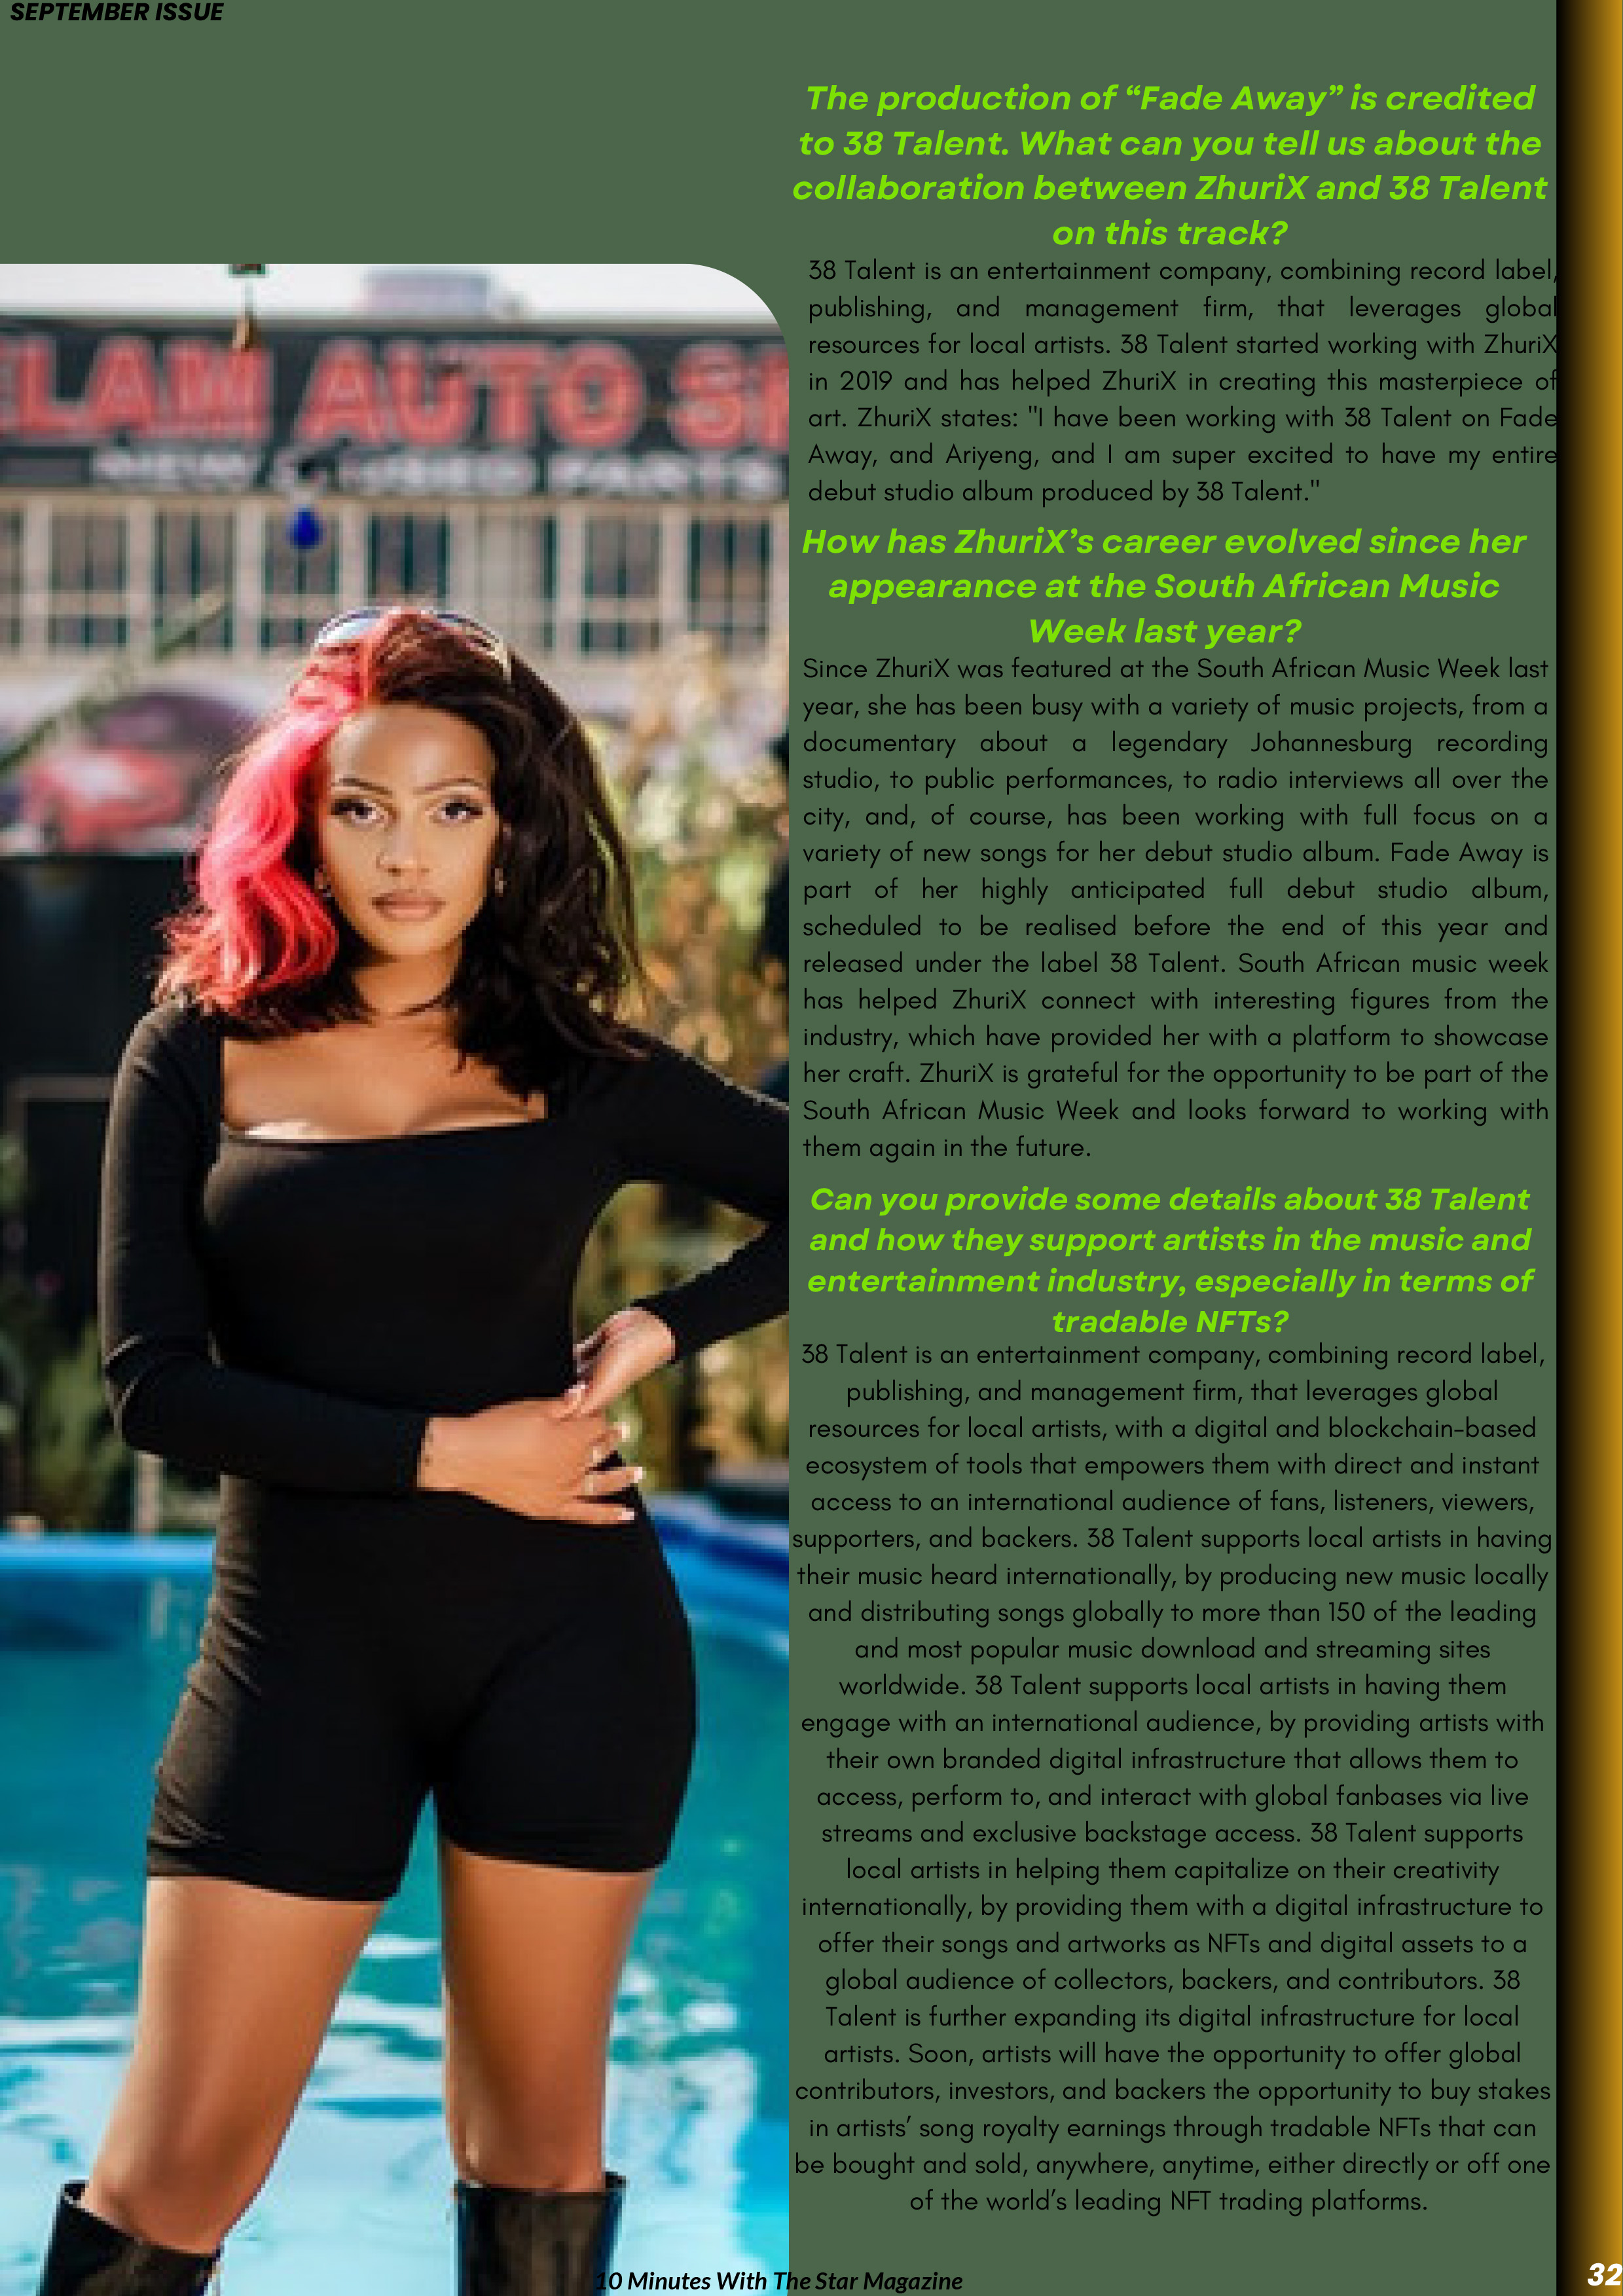 SEPTEMBER ISSUE
ELAM AUTO
NEW & USED PARTS
The production of “Fade Away” is credited
to 38 Talent. What can you tell us about the
collaboration between ZhuriX and 38 Talent
on this track?
38 Talent is an entertainment company, combining record label,
publishing, and management firm, that leverages global
resources for local artists. 38 Talent started working with ZhuriX
in 2019 and has helped ZhuriX in creating this masterpiece of
art. ZhuriX states: "I have been working with 38 Talent on Fade
Away, and Ariyeng, and I am super excited to have my entire
debut studio album produced by 38 Talent."
How has ZhuriX’s career evolved since her
appearance at the South African Music
Week last year?
Since ZhuriX was featured at the South African Music Week last
year, she has been busy with a variety of music projects, from a
documentary about a legendary Johannesburg recording
studio, to public performances, to radio interviews all over the
city, and, of course, has been working with full focus on a
variety of new songs for her debut studio album. Fade Away is
part of her highly anticipated full debut studio album,
scheduled to be realised before the end of this year and
released under the label 38 Talent. South African music week
has helped ZhuriX connect with interesting figures from the
industry, which have provided her with a platform to showcase
her craft. ZhuriX is grateful for the opportunity to be part of the
South African Music Week and looks forward to working with
them again in the future.
Can you provide some details about 38 Talent
and how they support artists in the music and
entertainment industry, especially in terms of
tradable NFTs?
38 Talent is an entertainment company, combining record label,
publishing, and management firm, that leverages global
resources for local artists, with a digital and blockchain-based
ecosystem of tools that empowers them with direct and instant
access to an international audience of fans, listeners, viewers,
supporters, and backers. 38 Talent supports local artists in having
their music heard internationally, by producing new music locally
and distributing songs globally to more than 150 of the leading
and most popular music download and streaming sites
worldwide. 38 Talent supports local artists in having them
engage with an international audience, by providing artists with
their own branded digital infrastructure that allows them to
access, perform to, and interact with global fanbases via live
streams and exclusive backstage access. 38 Talent supports
local artists in helping them capitalize on their creativity
internationally, by providing them with a digital infrastructure to
offer their songs and artworks as NFTs and digital assets to a
global audience of collectors, backers, and contributors. 38
Talent is further expanding its digital infrastructure for local
artists. Soon, artists will have the opportunity to offer global
contributors, investors, and backers the opportunity to buy stakes
in artists’ song royalty earnings through tradable NFTs that can
be bought and sold, anywhere, anytime, either directly or off one
of the world’s leading NFT trading platforms.
10 Minutes With The Star Magazine
32